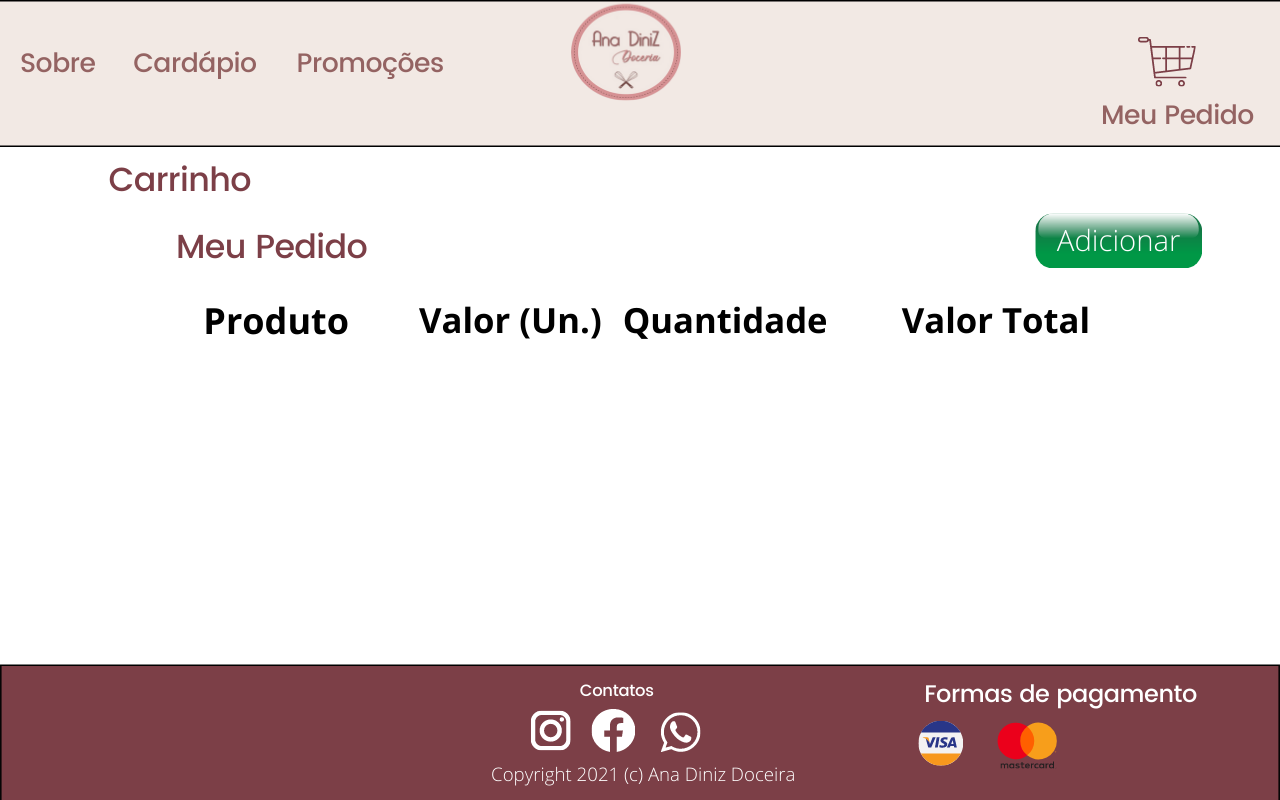 Sobre Cardápio Promoções
Ana DiniZ
Doceria
Meu Pedido
Carrinho
Meu Pedido
Adicionar
Produto Valor (Un.) Quantidade Valor Total
Contatos
Formas de pagamento
VISA
mastercard
Copyright 2021 (c) Ana Diniz Doceira